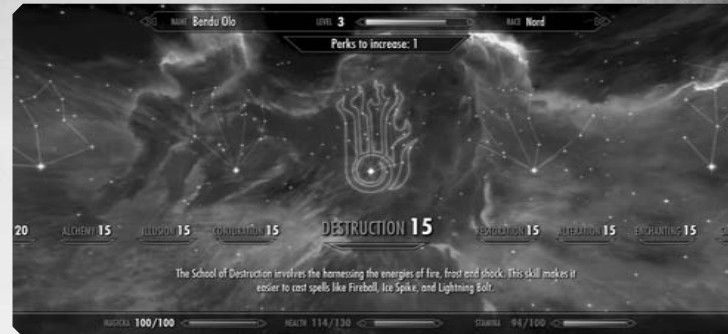 NAME Bendu Olo LEVEL 3 RACE Nord
Perks to increase: 1
20 ALCHEMY 15 ILLUSION 15 CONJURATION 15 DESTRUCTION 15 RESTORATION 15 ALTERATION 15 ENCHANTING 15
The School of Destruction involves the harnessing the energies of fire, frost and shock. This skill makes it
easier to cast spells like Fireball, Ice Spike, and Lightning Bolt.
MAGICKA 100/100 HEALTH 114/130 STAMINA 94/100